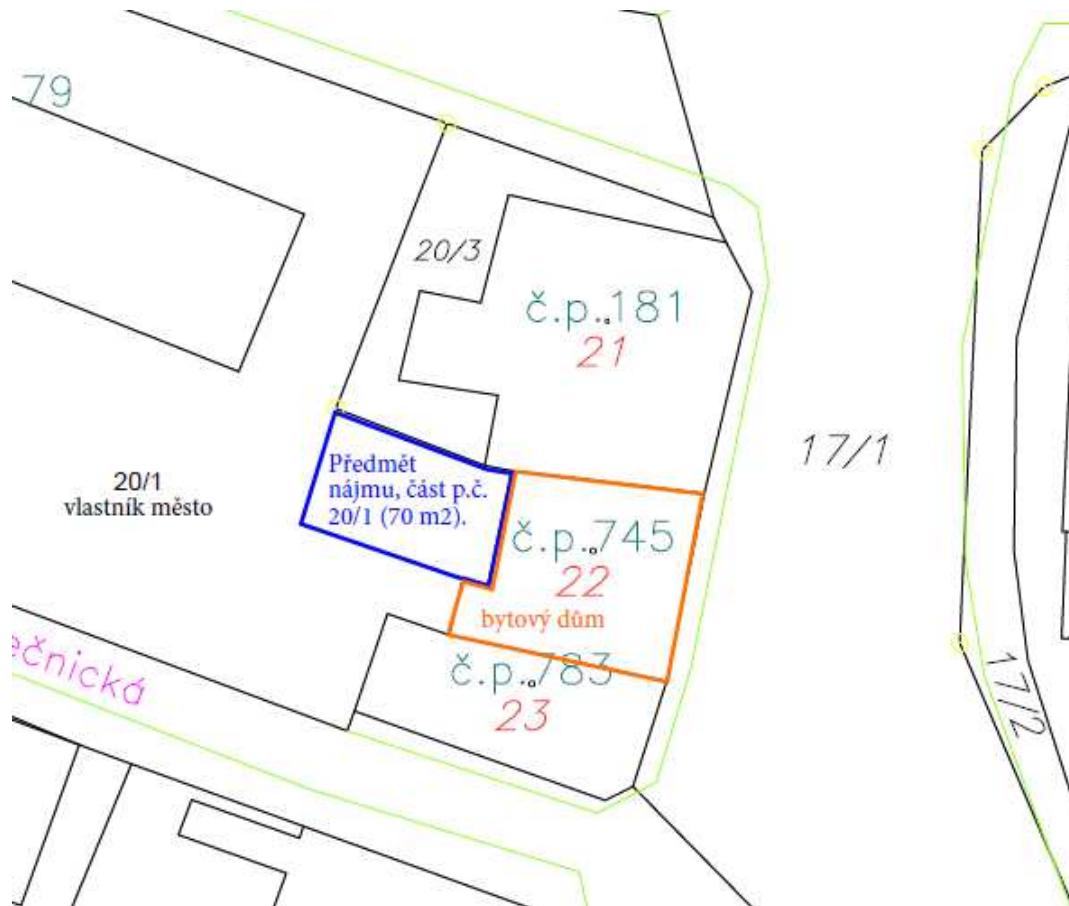 79
20/3
č.p. 181
21
17/1
Předmět
nájmu, část p.č.
20/1 (70 m2).
20/1
vlastník město
č.p. 745
22
bytový dům
č.p. 783
23
ečnická
17/2